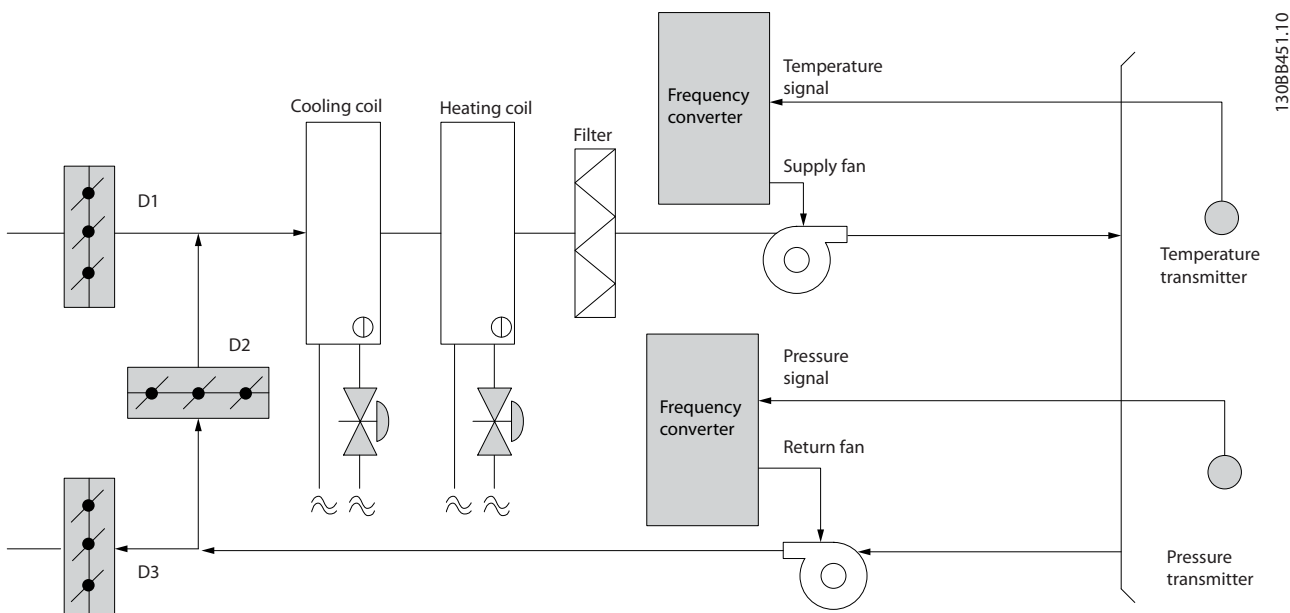 130BB451.10
Cooling coil
Heating coil
Filter
Frequency
converter
Temperature
signal
Supply fan
D1
Temperature
transmitter
D2
Frequency
converter
Pressure
signal
Return fan
D3
Pressure
transmitter